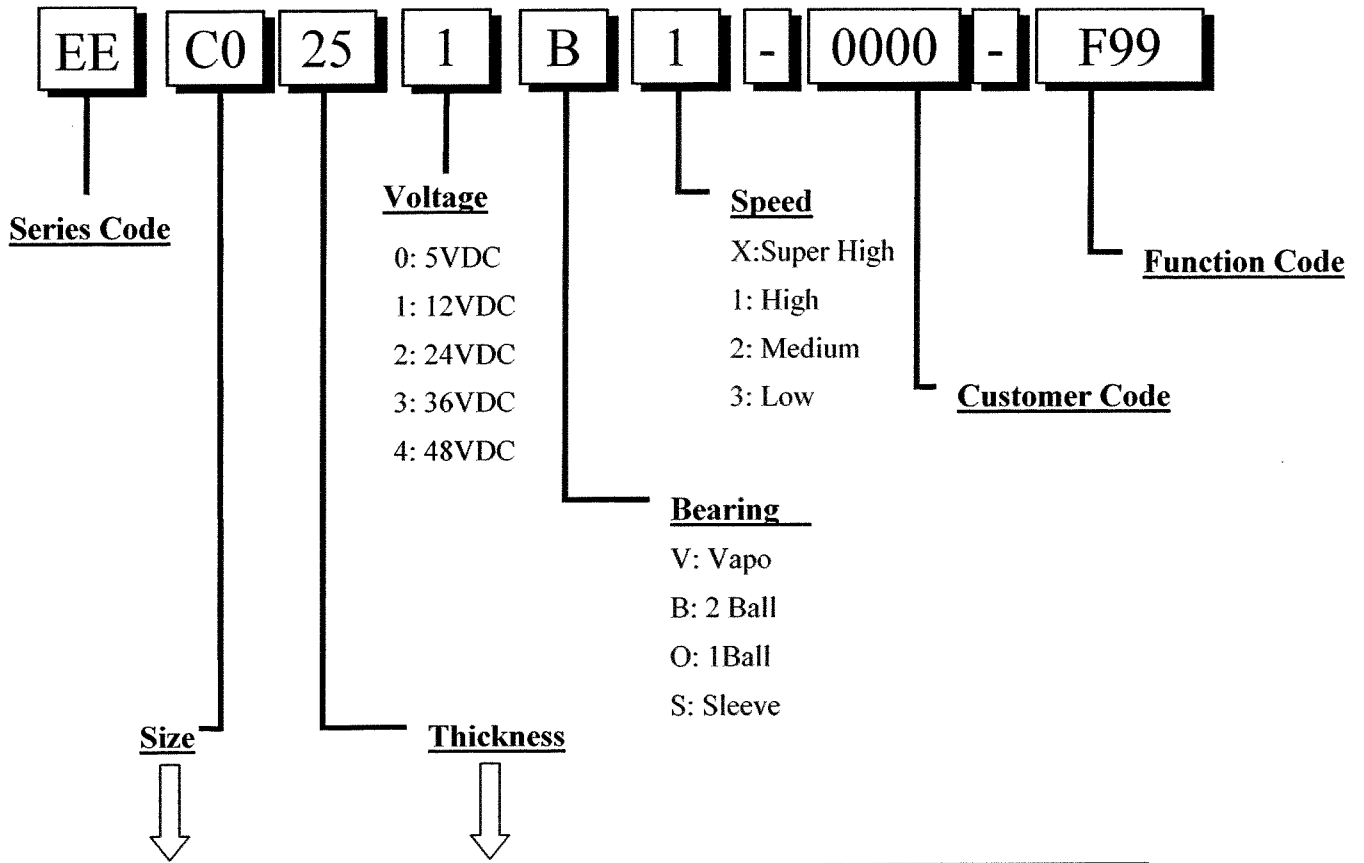 EE C0 25 1 B 1 - 0000 - F99
Series Code
Voltage
0: 5VDC
1: 12VDC
2: 24VDC
3: 36VDC
4: 48VDC
Speed
X:Super High
1: High
2: Medium
3: Low
Function Code
Customer Code
Bearing
V: Vapo
B: 2 Ball
O: 1Ball
S: Sleeve
Size
Thickness